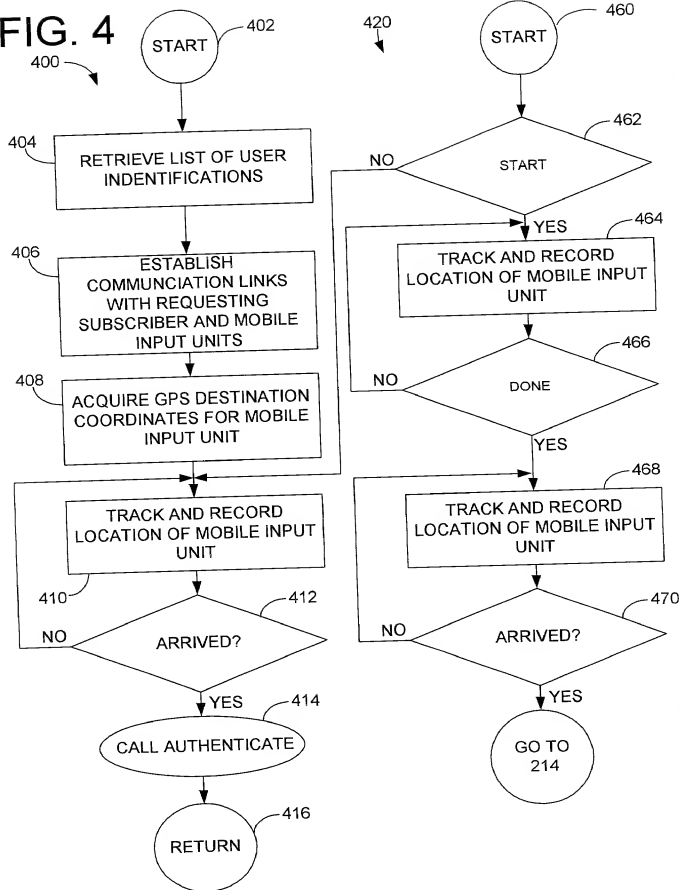 FIG. 4
400
402
START
404
RETRIEVE LIST OF USER
INDENTIFICATIONS
406
ESTABLISH
COMMUNCIATION LINKS
WITH REQUESTING
SUBSCRIBER AND MOBILE
INPUT UNITS
408
ACQUIRE GPS DESTINATION
COORDINATES FOR MOBILE
INPUT UNIT
TRACK AND RECORD
LOCATION OF MOBILE INPUT
UNIT
410
412
NO
ARRIVED?
YES
414
CALL AUTHENTICATE
416
RETURN
420
460
START
462
NO
START
YES
464
TRACK AND RECORD
LOCATION OF MOBILE INPUT
UNIT
466
NO
DONE
YES
468
TRACK AND RECORD
LOCATION OF MOBILE INPUT
UNIT
470
NO
ARRIVED?
YES
GO TO
214